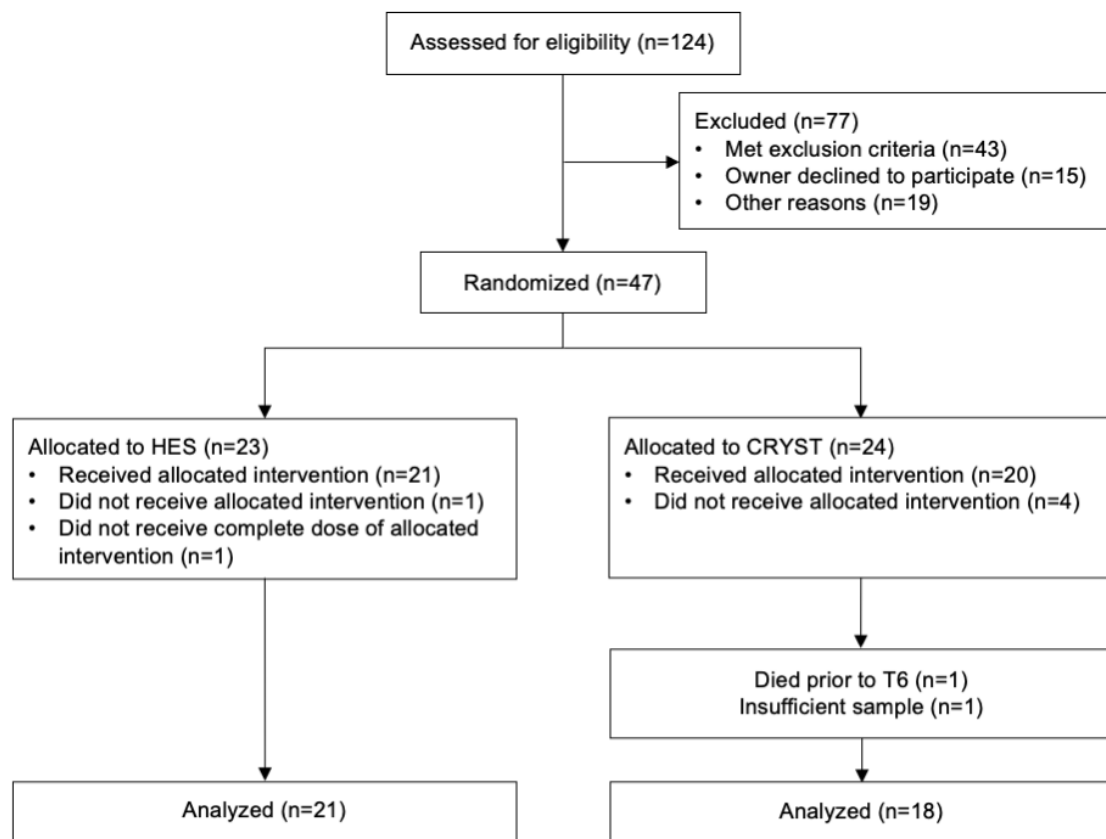 Assessed for eligibility (n=124)
Excluded (n=77)
• Met exclusion criteria (n=43)
• Owner declined to participate (n=15)
• Other reasons (n=19)
Randomized (n=47)
Allocated to HES (n=23)
• Received allocated intervention (n=21)
• Did not receive allocated intervention (n=1)
• Did not receive complete dose of allocated
intervention (n=1)
Allocated to CRYST (n=24)
• Received allocated intervention (n=20)
• Did not receive allocated intervention (n=4)
Died prior to T6 (n=1)
Insufficient sample (n=1)
Analyzed (n=21)
Analyzed (n=18)